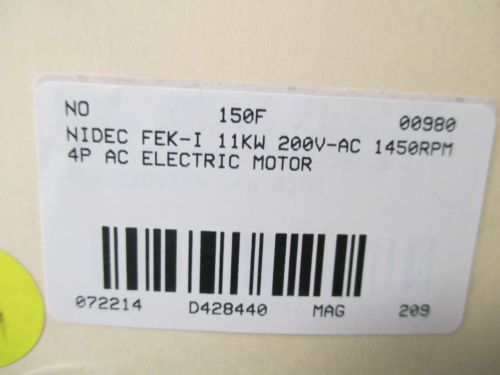 NO 150F 00980
NIDEC FEK-I 11KW 200V-AC 1450RPM
4P AC ELECTRIC MOTOR
072214 D428440 MAG 209